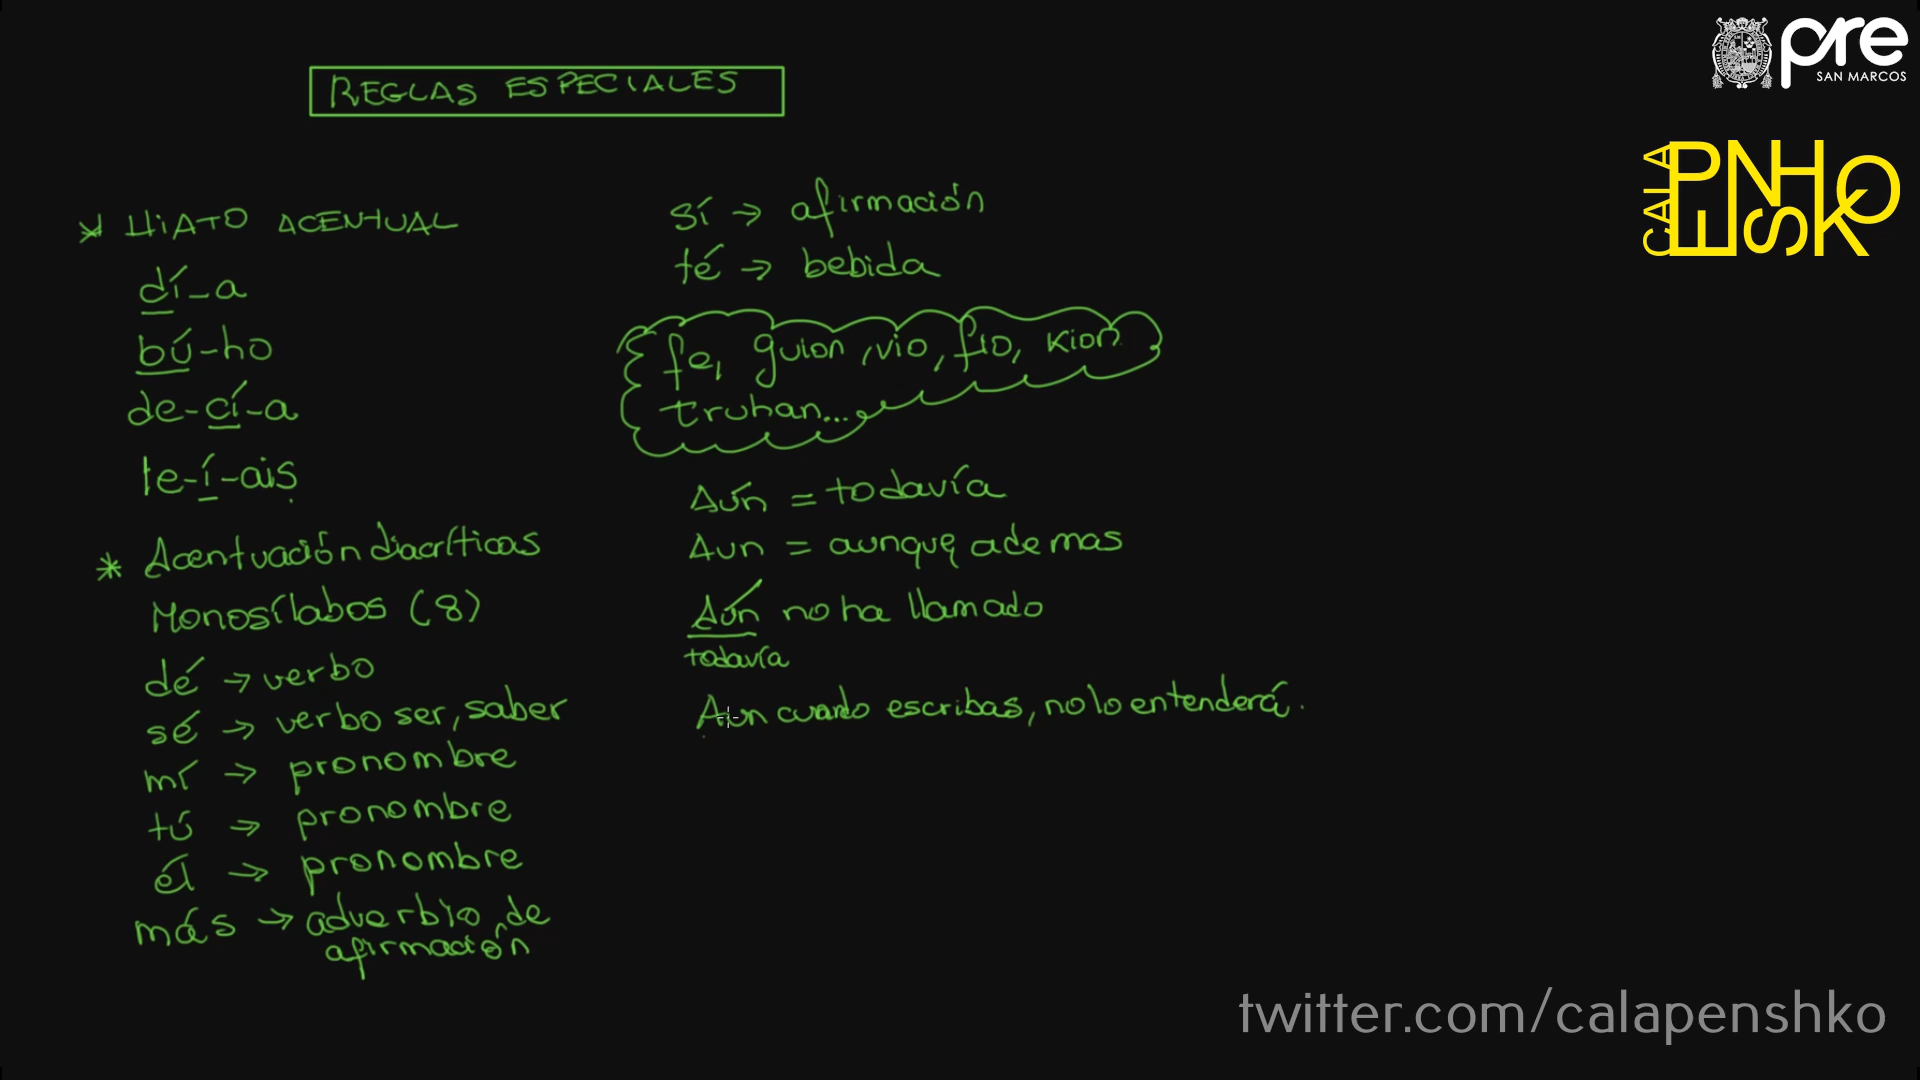 REGLAS ESPECIALES
* HIATO ACENTUAL
dí-a
bú-ho
de-cí-a
le-í-ais
* Acentuación diacríticas
Monosílabos (8)
dé → verbo
sé → verbo ser, saber
mí → pronombre
tú → pronombre
él → pronombre
más → adverbio de
afirmación
sí → afirmación
té → bebida
fe, guion, vio, fio, Kion
truhan...
Aún = todavía
Aun = aunque ademas
Aún no ha llamado
todavía
Aun cuando escribas, no lo entenderá.
pre
SAN MARCOS
CALA
PENSHKO
twitter.com/calapenshko